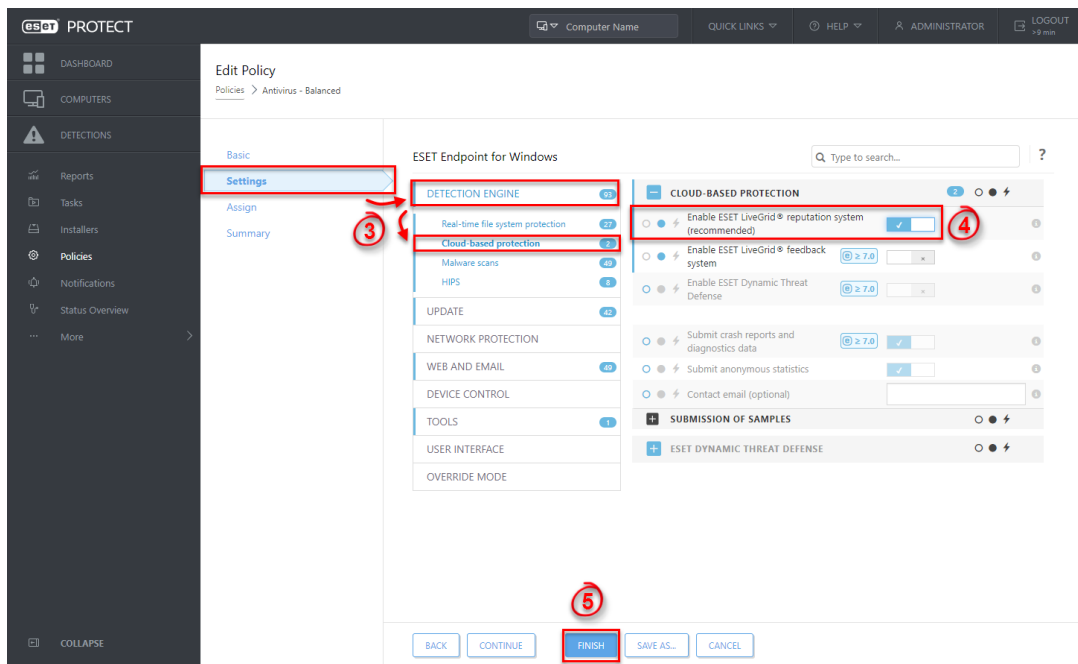 eset PROTECT
Computer Name
QUICK LINKS
HELP
ADMINISTRATOR
LOGOUT
>9 min
DASHBOARD
COMPUTERS
DETECTIONS
Reports
Tasks
Installers
Policies
Notifications
Status Overview
More
COLLAPSE
Edit Policy
Policies > Antivirus - Balanced
Basic
Settings
Assign
Summary
3
ESET Endpoint for Windows
Type to search...
?
DETECTION ENGINE 93
Real-time file system protection 27
Cloud-based protection 2
Malware scans 49
HIPS 8
UPDATE 42
NETWORK PROTECTION
WEB AND EMAIL 49
DEVICE CONTROL
TOOLS 1
USER INTERFACE
OVERRIDE MODE
CLOUD-BASED PROTECTION 2
Enable ESET LiveGrid® reputation system
(recommended)
4
Enable ESET LiveGrid® feedback
system
≥ 7.0
Enable ESET Dynamic Threat
Defense
≥ 7.0
Submit crash reports and
diagnostics data
≥ 7.0
Submit anonymous statistics
Contact email (optional)
SUBMISSION OF SAMPLES
ESET DYNAMIC THREAT DEFENSE
5
BACK
CONTINUE
FINISH
SAVE AS...
CANCEL